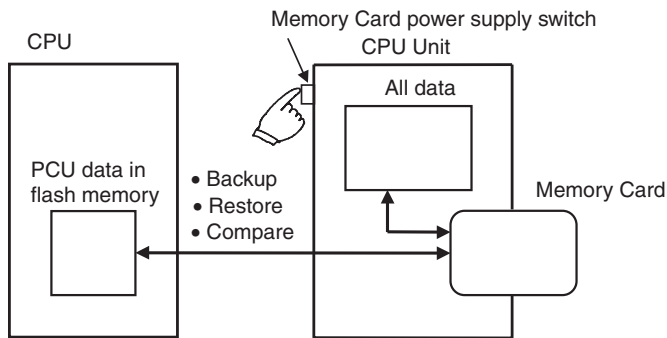 Memory Card power supply switch
CPU
CPU Unit
All data
PCU data in
flash memory
• Backup
• Restore
• Compare
Memory Card